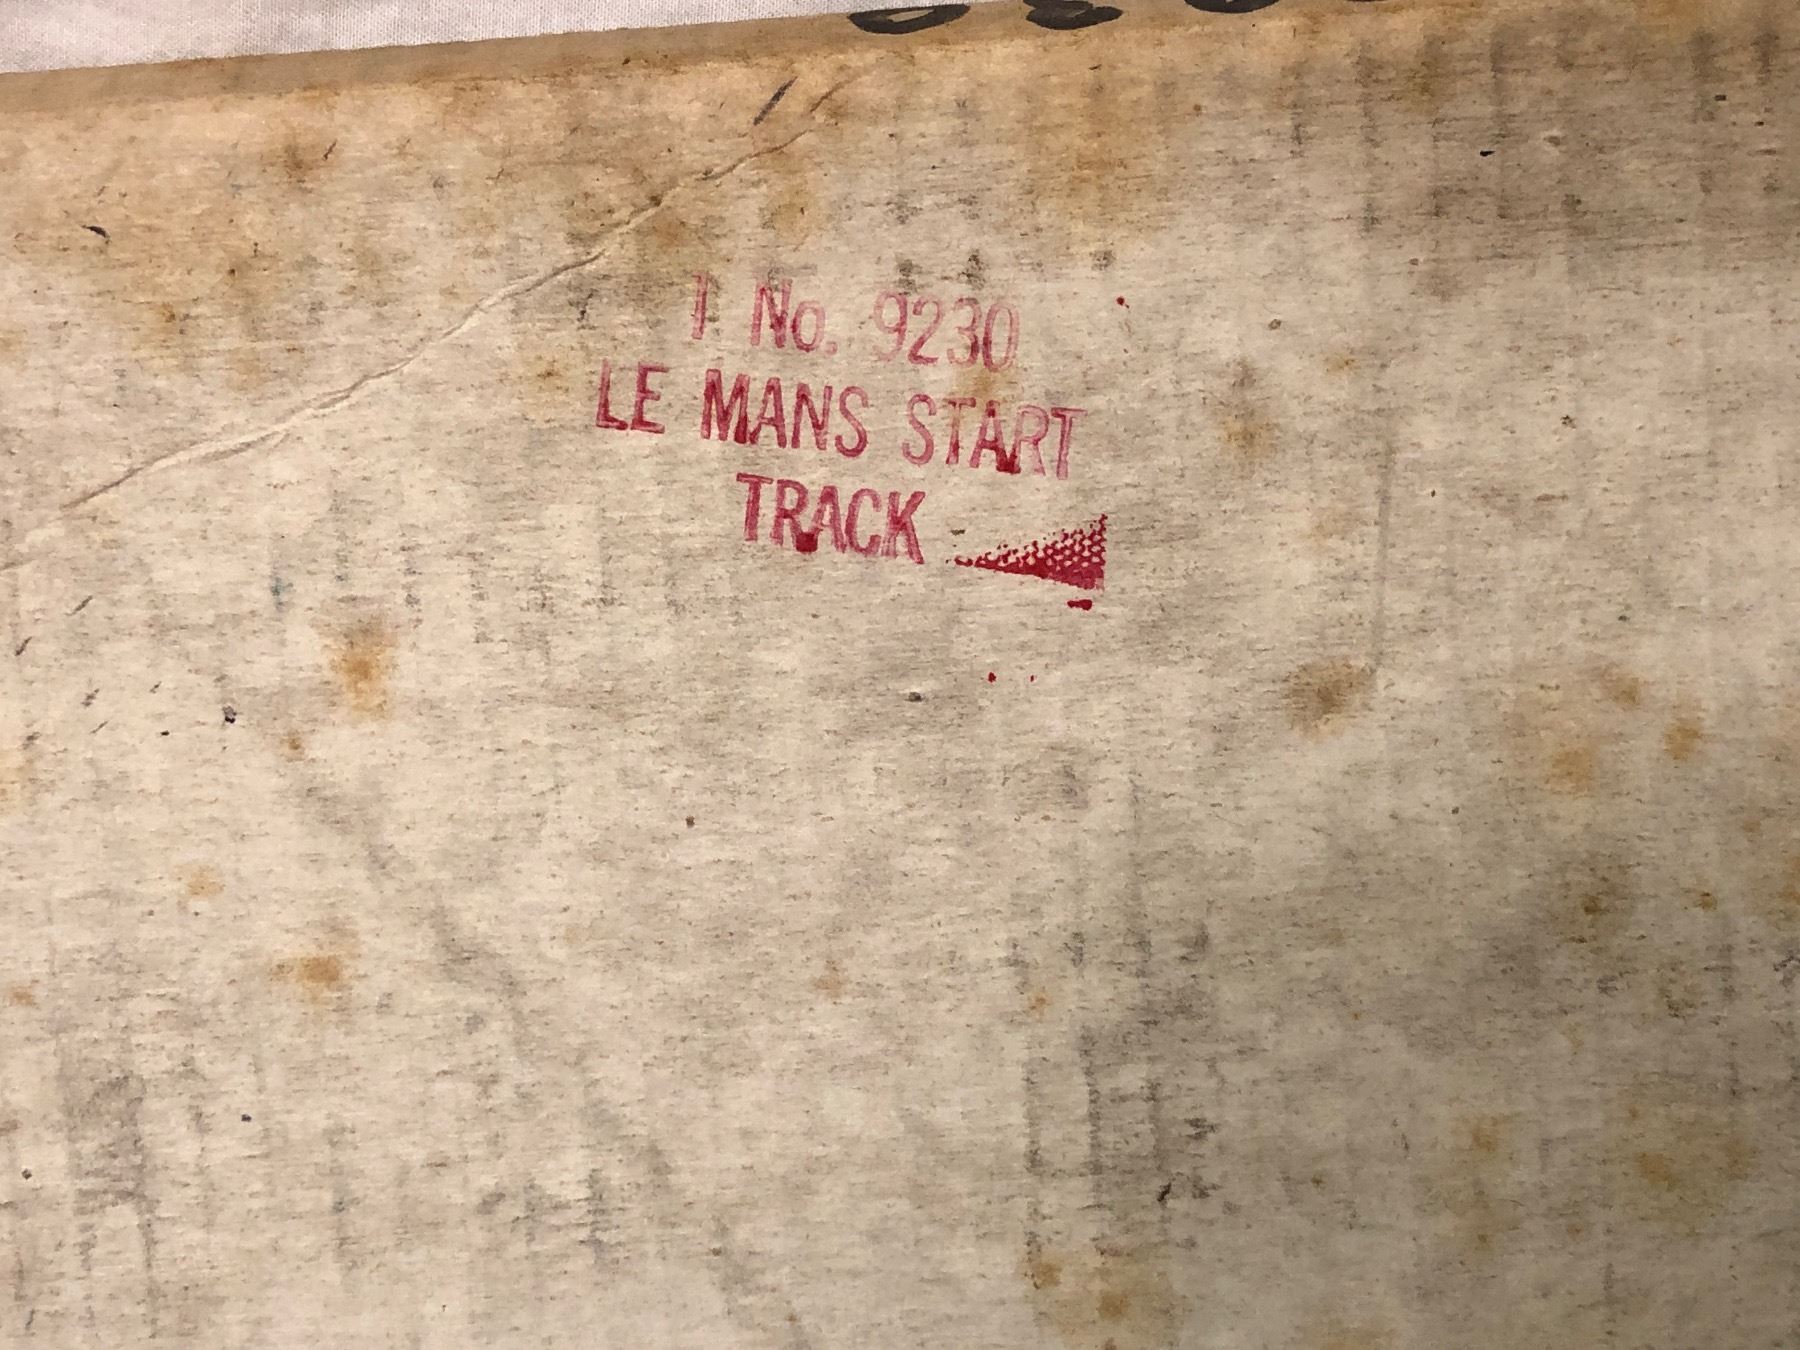 1 No. 9230
LE MANS START
TRACK